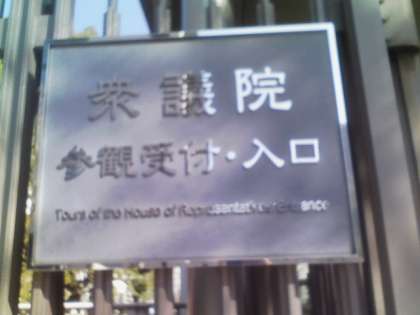 衆議院
参観受付・入口
Tours of the House of Representatives Entrance